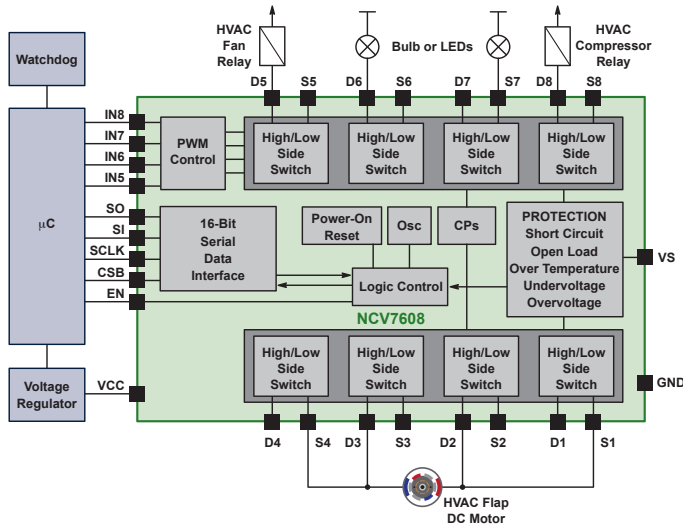 HVAC
Fan
Relay
Bulb or LEDs
HVAC
Compressor
Relay
Watchdog
D5
S5
D6
S6
D7
S7
D8
S8
IN8
IN7
IN6
IN5
PWM
Control
High/Low
Side
Switch
High/Low
Side
Switch
High/Low
Side
Switch
High/Low
Side
Switch
μC
SO
SI
SCLK
CSB
EN
16-Bit
Serial
Data
Interface
Power-On
Reset
Osc
CPs
Logic Control
PROTECTION
Short Circuit
Open Load
Over Temperature
Undervoltage
Overvoltage
VS
NCV7608
Voltage
Regulator
VCC
High/Low
Side
Switch
High/Low
Side
Switch
High/Low
Side
Switch
High/Low
Side
Switch
GND
D4
S4
D3
S3
D2
S2
D1
S1
HVAC Flap
DC Motor